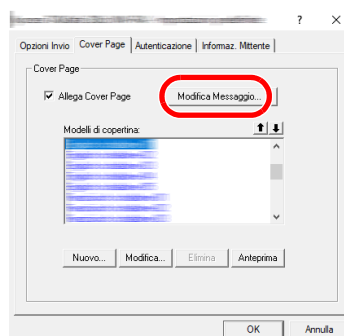 ?
Opzioni Invio Cover Page Autenticazione Informaz. Mittente
Cover Page
Allega Cover Page Modifica Messaggio...
Modelli di copertina:
Nuovo... Modifica... Elimina Anteprima
OK Annulla